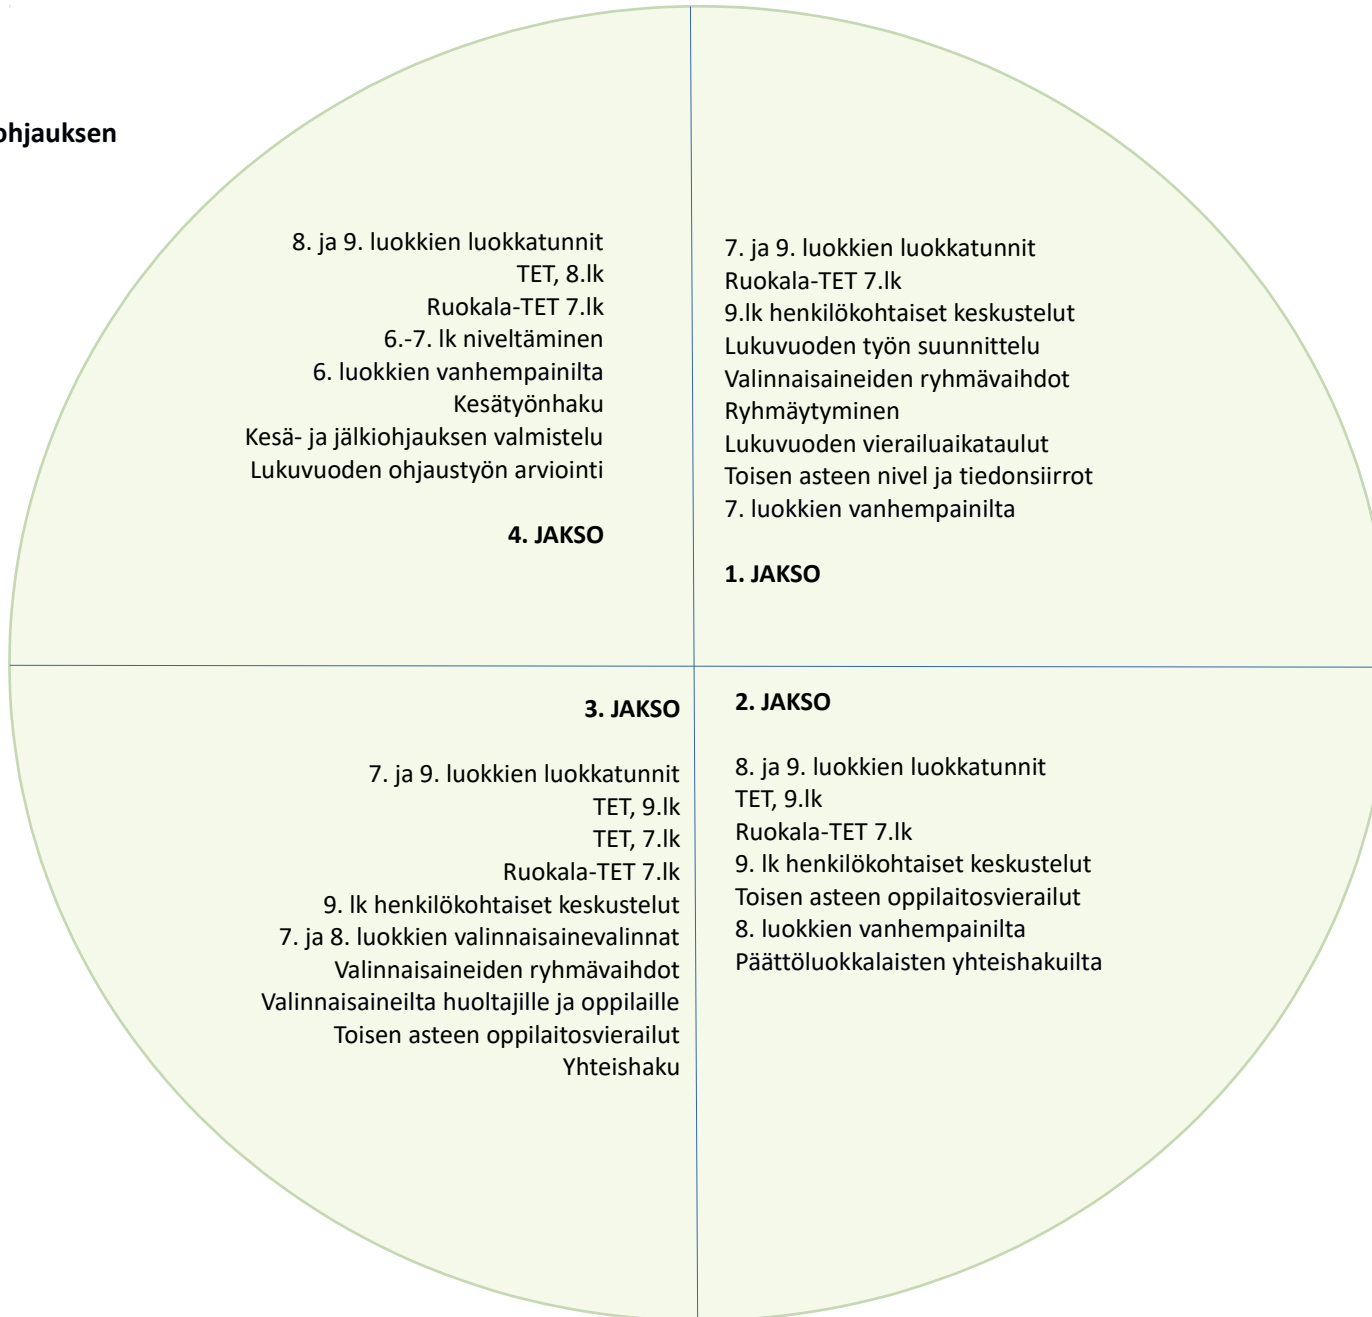 ohjauksen
8. ja 9. luokkien luokkatunnit
TET, 8.lk
Ruokala-TET 7.lk
6.-7. lk niveltäminen
6. luokkien vanhempainilta
Kesätyönhaku
Kesä- ja jälkiohjauksen valmistelu
Lukuvuoden ohjaustyön arviointi
4. JAKSO
7. ja 9. luokkien luokkatunnit
Ruokala-TET 7.lk
9.lk henkilökohtaiset keskustelut
Lukuvuoden työn suunnittelu
Valinnaisaineiden ryhmävaihdot
Ryhmäytyminen
Lukuvuoden vierailuaikataulut
Toisen asteen nivel ja tiedonsiirrot
7. luokkien vanhempainilta
1. JAKSO
3. JAKSO
7. ja 9. luokkien luokkatunnit
TET, 9.lk
TET, 7.lk
Ruokala-TET 7.lk
9. lk henkilökohtaiset keskustelut
7. ja 8. luokkien valinnaisainevalinnat
Valinnaisaineiden ryhmävaihdot
Valinnaisaineilta huoltajille ja oppilaille
Toisen asteen oppilaitosvierailut
Yhteishaku
2. JAKSO
8. ja 9. luokkien luokkatunnit
TET, 9.lk
Ruokala-TET 7.lk
9. lk henkilökohtaiset keskustelut
Toisen asteen oppilaitosvierailut
8. luokkien vanhempainilta
Päättöluokkalaisten yhteishakuilta